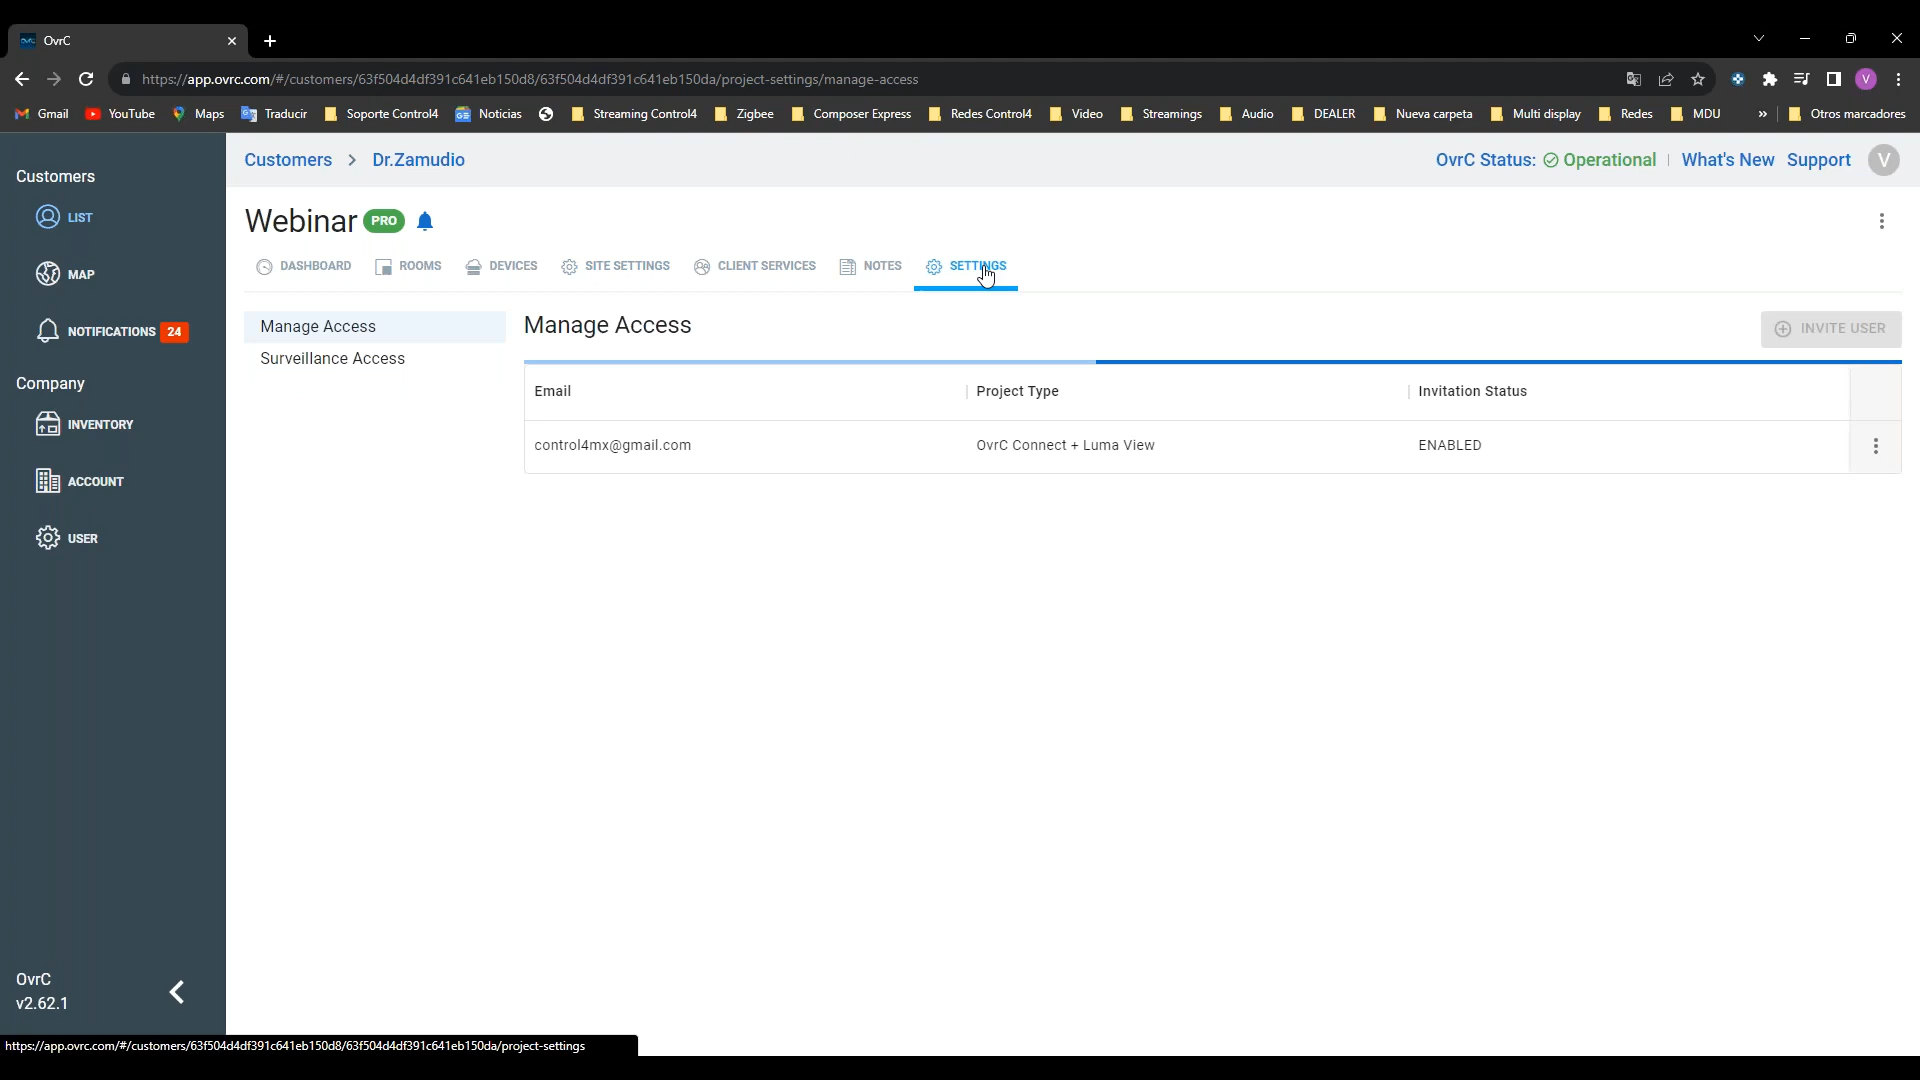 OvrC
https://app.ovrc.com/#/customers/63f504d4df391c641eb150d8/63f504d4df391c641eb150da/project-settings/manage-access
V
Gmail YouTube Maps Traducir Soporte Control4 Noticias Streaming Control4 Zigbee Composer Express Redes Control4 Video Streamings Audio DEALER Nueva carpeta Multi display Redes MDU » Otros marcadores
Customers > Dr.Zamudio
OvrC Status: Operational | What's New Support V
Customers
LIST
MAP
NOTIFICATIONS 24
Company
INVENTORY
ACCOUNT
USER
OvrC
v2.62.1
Webinar PRO
DASHBOARD ROOMS DEVICES SITE SETTINGS CLIENT SERVICES NOTES SETTINGS
Manage Access
Surveillance Access
Manage Access
INVITE USER
Email Project Type Invitation Status
control4mx@gmail.com OvrC Connect + Luma View ENABLED
https://app.ovrc.com/#/customers/63f504d4df391c641eb150d8/63f504d4df391c641eb150da/project-settings